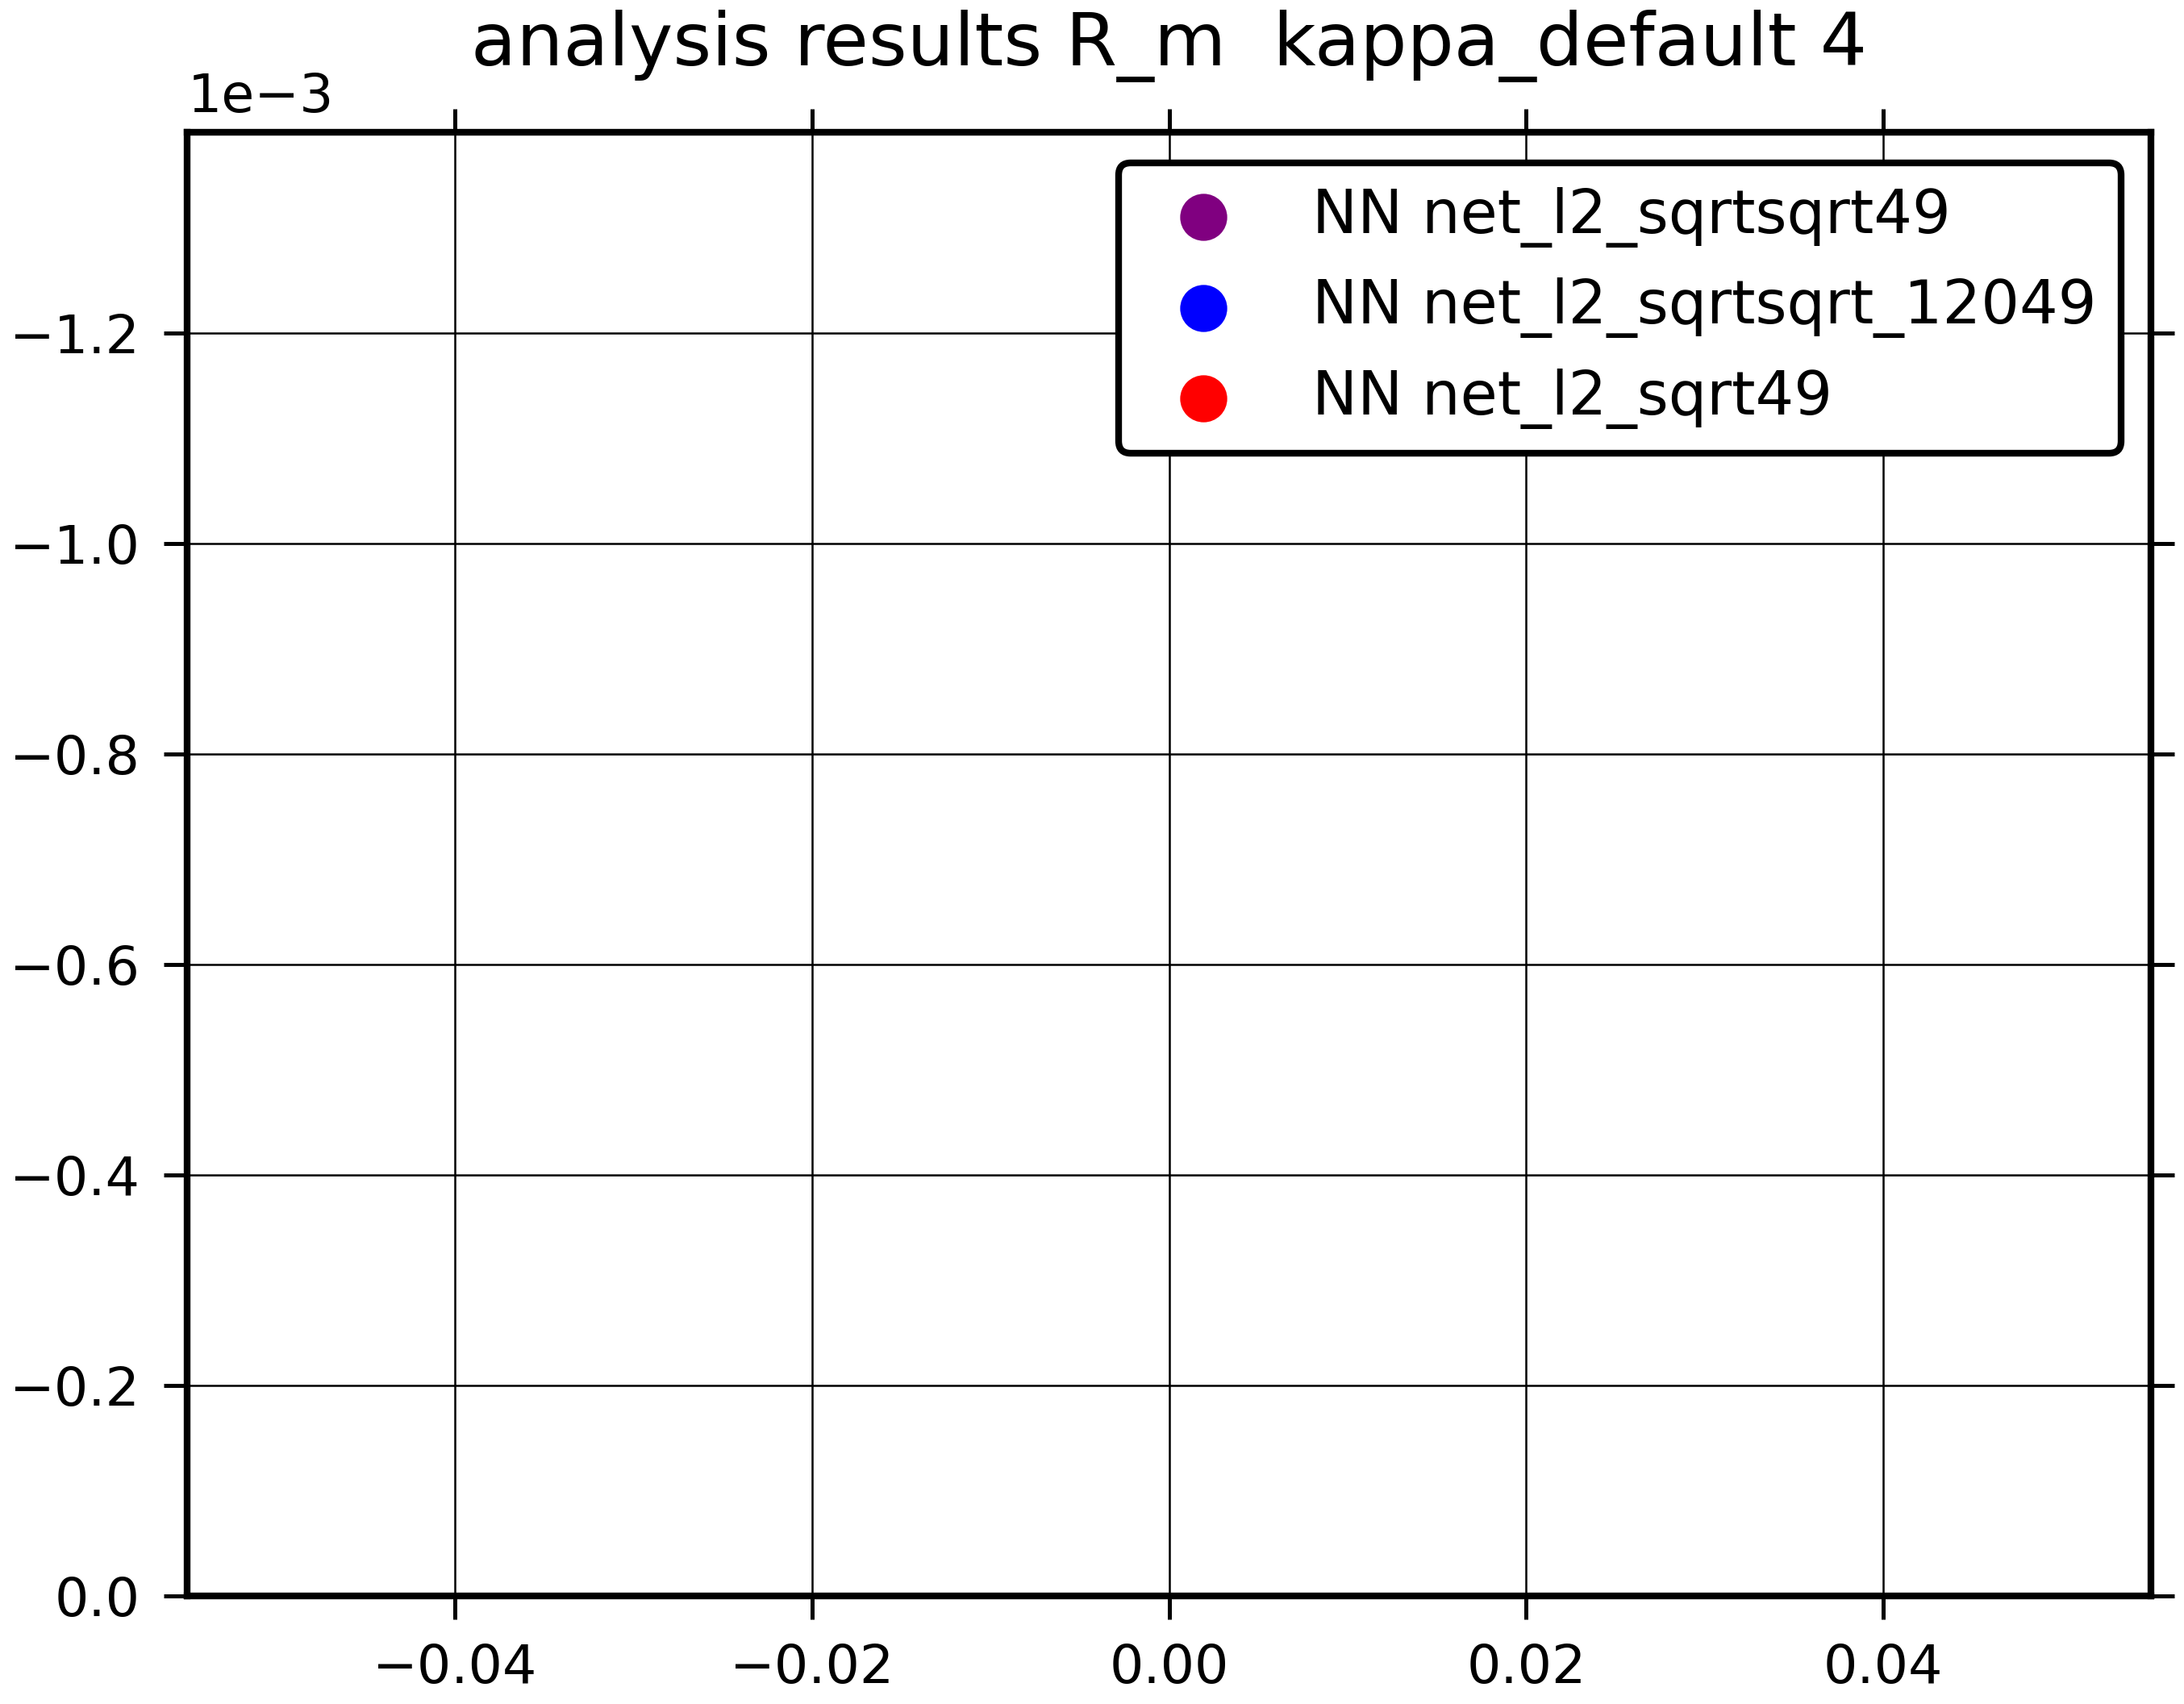 analysis results R_m  kappa_default 4
1e−3
NN net_l2_sqrtsqrt49
NN net_l2_sqrtsqrt_12049
NN net_l2_sqrt49
−1.2
−1.0
−0.8
−0.6
−0.4
−0.2
0.0
−0.04
−0.02
0.00
0.02
0.04